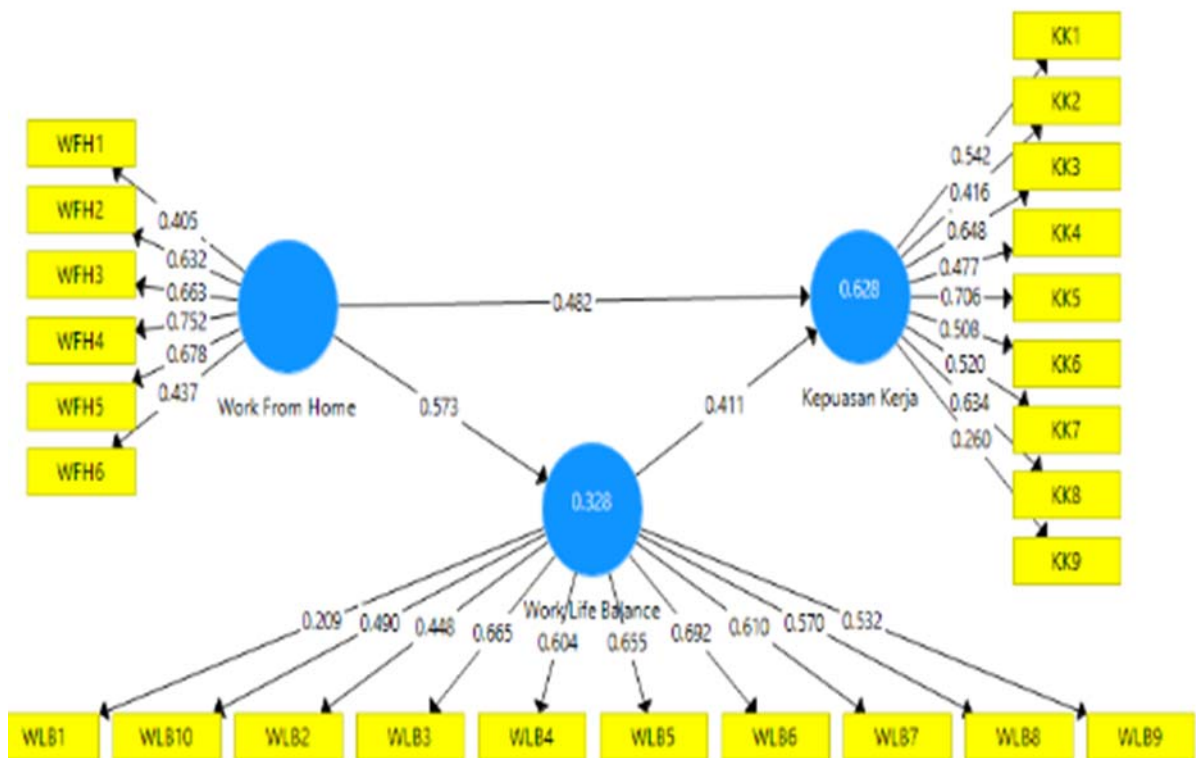 WFH1
WFH2
WFH3
WFH4
WFH5
WFH6
0.405
0.632
0.663
0.752
0.678
0.437
Work From Home
0.482
0.573
0.411
0.628
Kepuasan Kerja
0.542
0.416
0.648
0.477
0.706
0.508
0.520
0.634
0.260
KK1
KK2
KK3
KK4
KK5
KK6
KK7
KK8
KK9
0.328
Work Life Balance
0.209
0.490
0.448
0.665
0.604
0.655
0.692
0.610
0.570
0.532
WLB1
WLB10
WLB2
WLB3
WLB4
WLB5
WLB6
WLB7
WLB8
WLB9